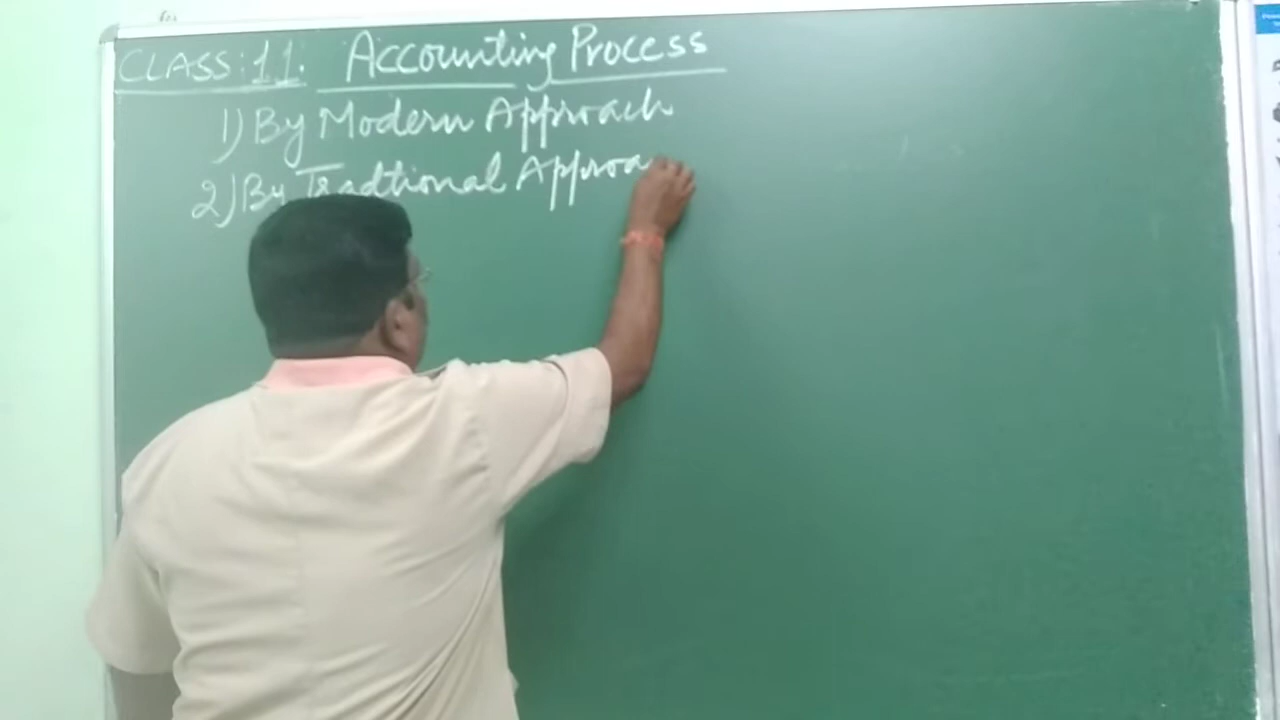 CLASS: 11. Accounting Process
1) By Modern Approach
2) By Tradtional Approa